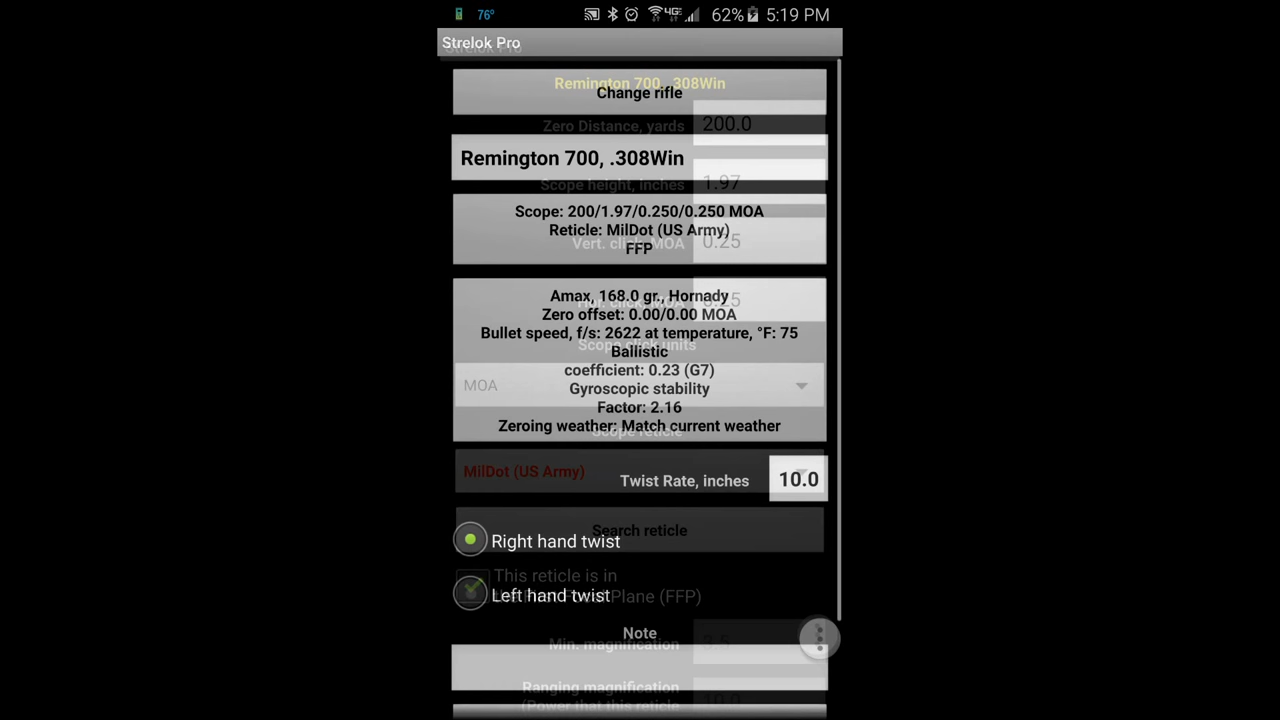 76°
4G
62%
5:19 PM
Strelok Pro
Remington 700, .308Win
Change rifle
Zero Distance, yards
200.0
Remington 700, .308Win
Scope height, inches
1.97
Scope: 200/1.97/0.250/0.250 MOA
Reticle: MilDot (US Army)
FFP
Vert. click, MOA
0.25
Amax, 168.0 gr., Hornady
Zero offset: 0.00/0.00 MOA
Bullet speed, f/s: 2622 at temperature, °F: 75
Scope click units
Ballistic
coefficient: 0.23 (G7)
MOA
Gyroscopic stability
Factor: 2.16
Zeroing weather: Match current weather
Scope reticle
MilDot (US Army)
Twist Rate, inches
10.0
Search reticle
Right hand twist
This reticle is in
Plane (FFP)
Left hand twist
Note
Min. magnification
3.5
Ranging magnification
10.0
(Power that this reticle